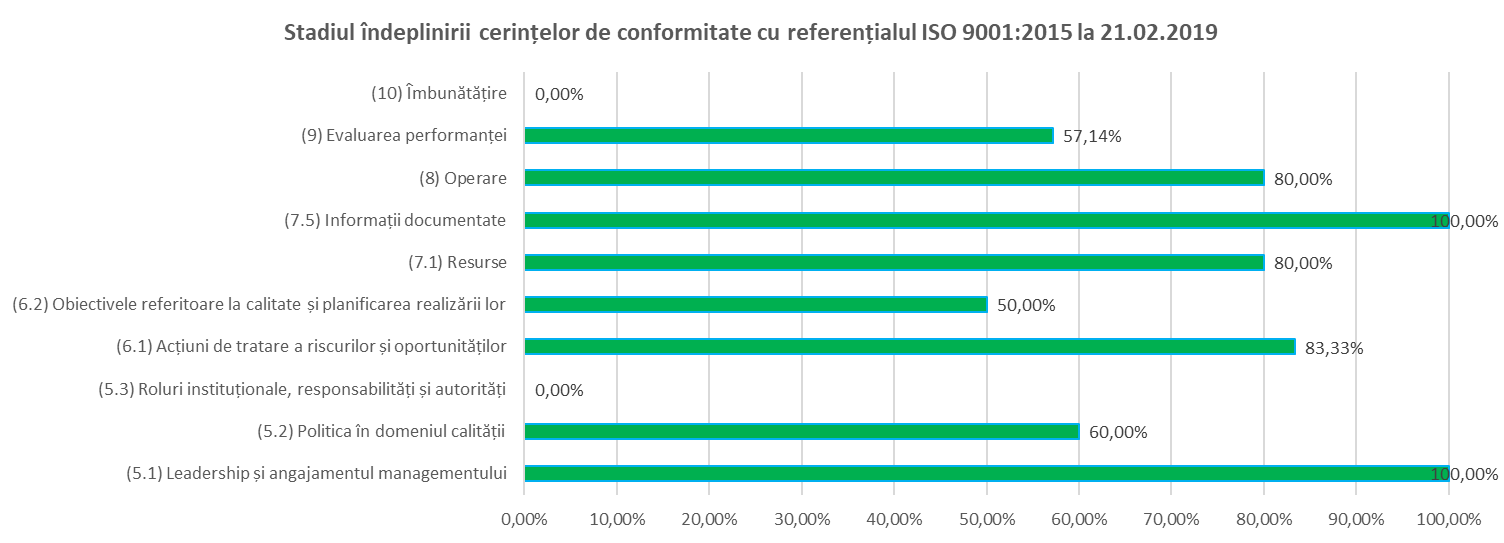 Stadiul îndeplinirii cerințelor de conformitate cu referențialul ISO 9001:2015 la 21.02.2019
(10) Îmbunătățire 0,00%
(9) Evaluarea performanței 57,14%
(8) Operare 80,00%
(7.5) Informații documentate 100,00%
(7.1) Resurse 80,00%
(6.2) Obiectivele referitoare la calitate și planificarea realizării lor 50,00%
(6.1) Acțiuni de tratare a riscurilor și oportunităților 83,33%
(5.3) Roluri instituționale, responsabilități și autorități 0,00%
(5.2) Politica în domeniul calității 60,00%
(5.1) Leadership și angajamentul managementului 100,00%
0,00% 10,00% 20,00% 30,00% 40,00% 50,00% 60,00% 70,00% 80,00% 90,00% 100,00%